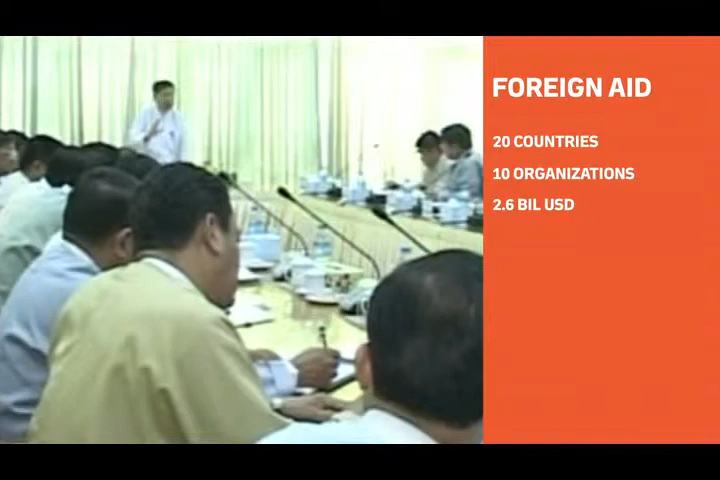 FOREIGN AID
20 COUNTRIES
10 ORGANIZATIONS
2.6 BIL USD